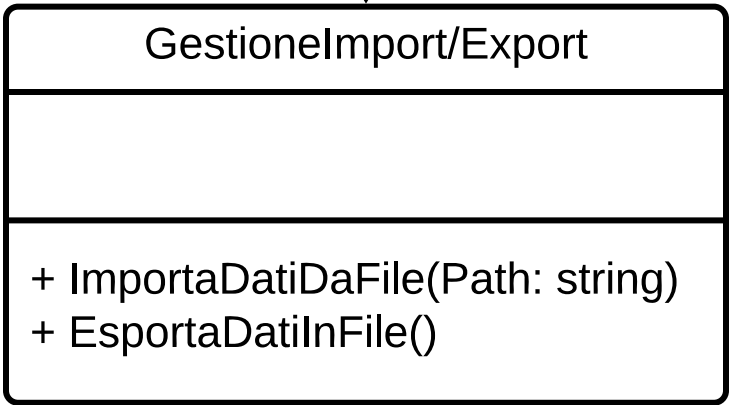 GestioneImport/Export
+ ImportaDatiDaFile(Path: string)
+ EsportaDatiInFile()